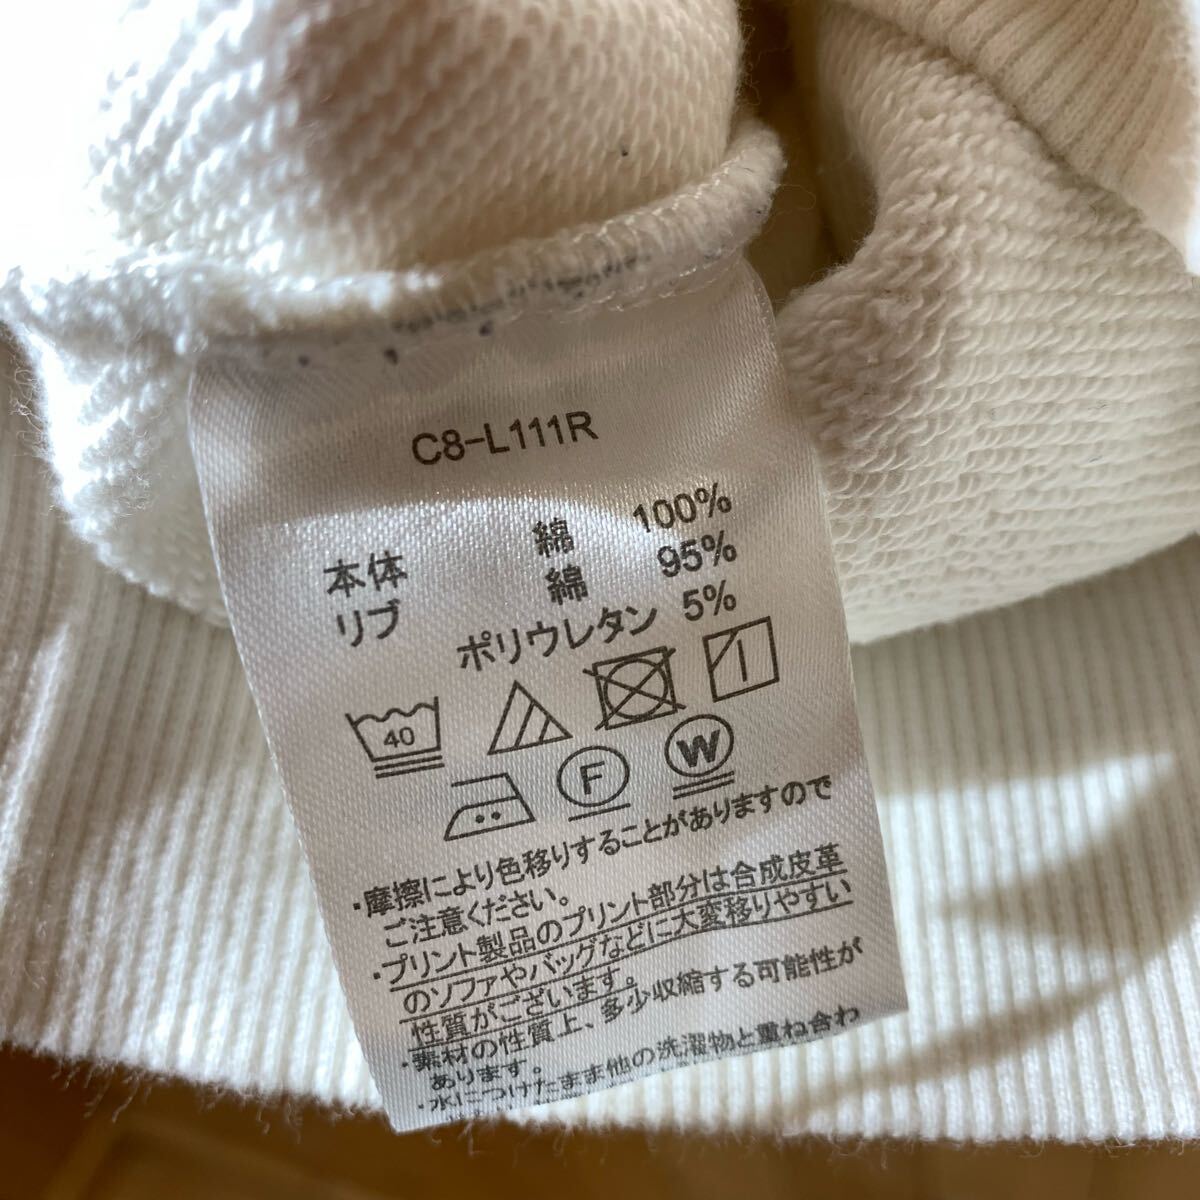 C8-L111R
本体 綿 100%
リブ 綿 95%
ポリウレタン 5%
40
F
W
・摩擦により色移りすることがありますので
ご注意ください。
・プリント製品のプリント部分は合成皮革
のソファやバッグなどに大変移りやすい
性質がございます。
・素材の性質上、多少収縮する可能性が
あります。
・水につけたまま他の洗濯物と重ね合わ